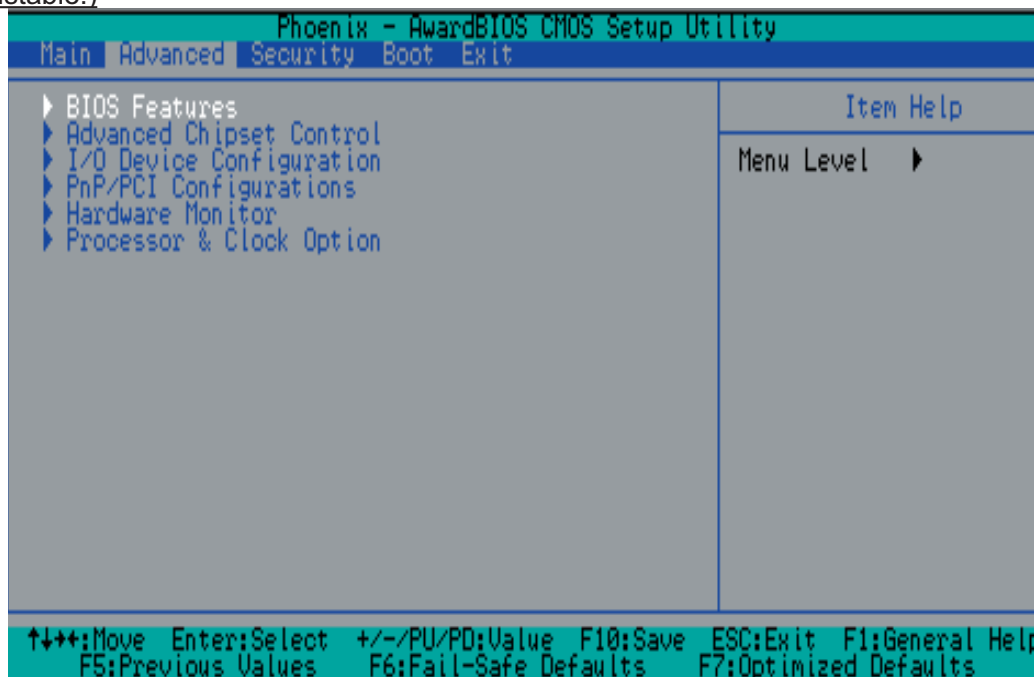 Phoenix - AwardBIOS CMOS Setup Utility
Main Advanced Security Boot Exit
▶ BIOS Features
▶ Advanced Chipset Control
▶ I/O Device Configuration
▶ PnP/PCI Configurations
▶ Hardware Monitor
▶ Processor & Clock Option
Item Help
Menu Level ▶
↑↓→←:Move Enter:Select +/-/PU/PD:Value F10:Save ESC:Exit F1:General Help
F5:Previous Values F6:Fail-Safe Defaults F7:Optimized Defaults